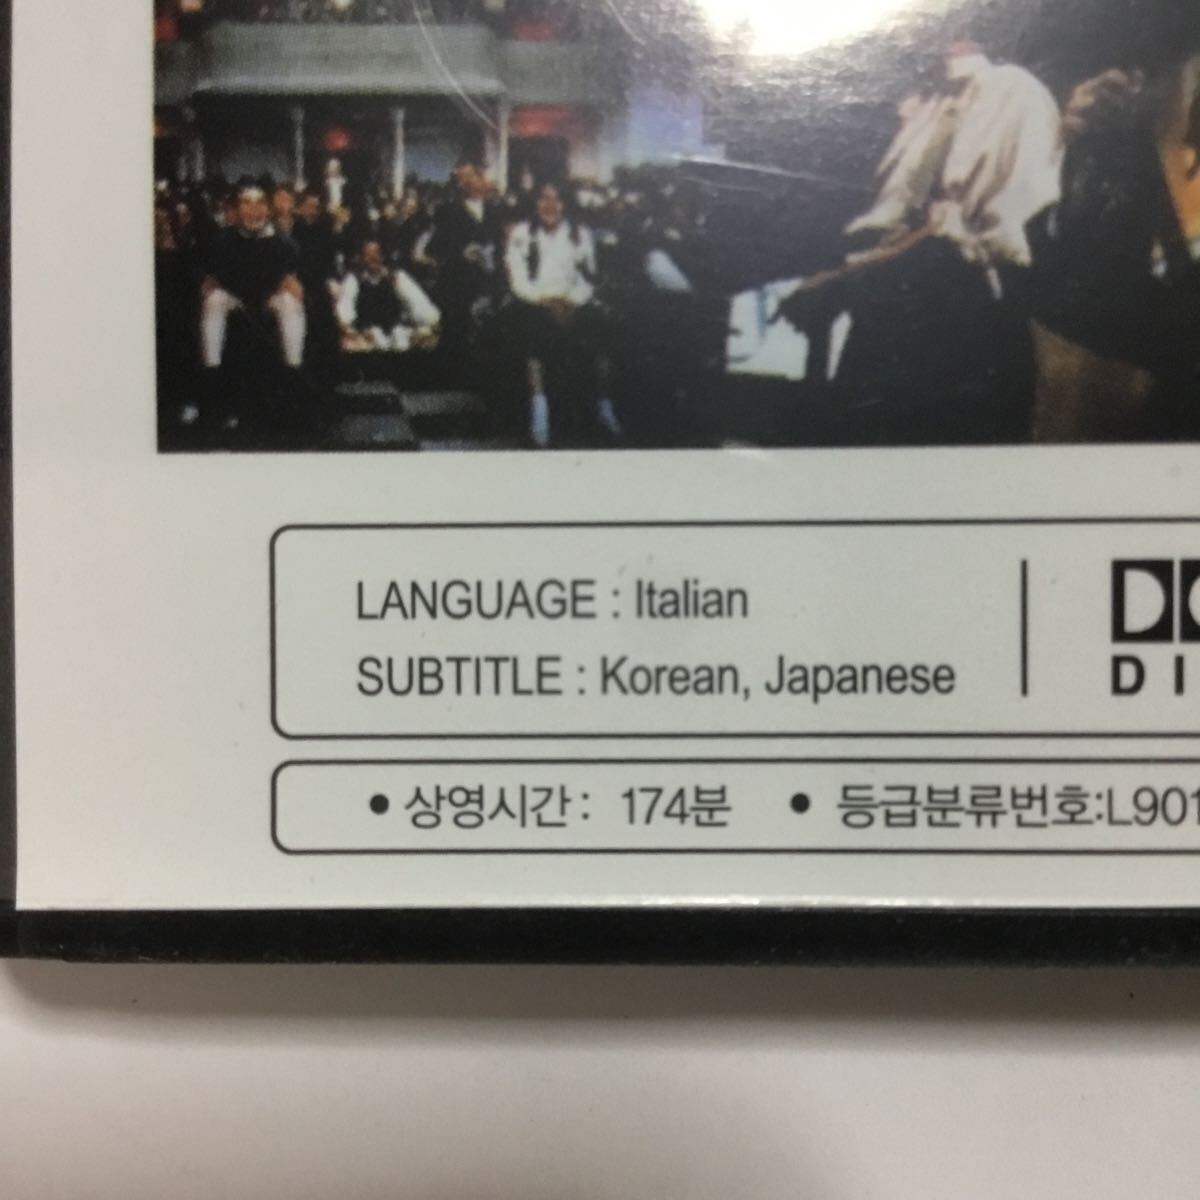 LANGUAGE : Italian
SUBTITLE : Korean, Japanese
• 상영시간 : 174분 • 등급분류번호:L901